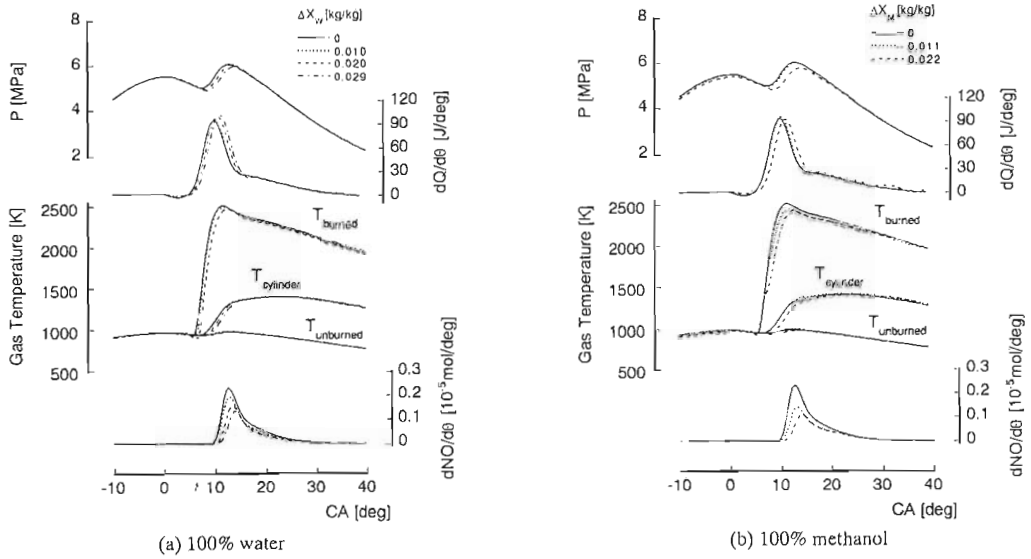 ΔX_W [kg/kg]
0
0.010
0.020
0.029
P [MPa]
8
6
4
2
dQ/dθ [J/deg]
120
90
60
30
0
Gas Temperature [K]
2500
2000
1500
1000
500
T_burned
T_cylinder
T_unburned
dNO/dθ [10^-5 mol/deg]
0.3
0.2
0.1
0
-10 0 10 20 30 40
CA [deg]
(a) 100% water
ΔX_M [kg/kg]
0
0.011
0.022
P [MPa]
8
6
4
2
dQ/dθ [J/deg]
120
90
60
30
0
Gas Temperature [K]
2500
2000
1500
1000
500
T_burned
T_cylinder
T_unburned
dNO/dθ [10^-5 mol/deg]
0.3
0.2
0.1
0
-10 0 10 20 30 40
CA [deg]
(b) 100% methanol